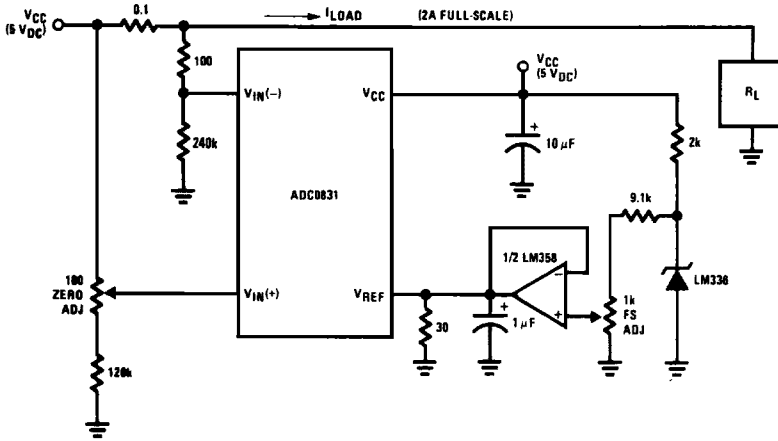 VCC
(5 VDC)
0.1
ILOAD
(2A FULL-SCALE)
100
VIN(−)
240k
VCC
VCC
(5 VDC)
+
10 μF
RL
2k
ADC0831
9.1k
1/2 LM358
−
+
LM336
100
ZERO
ADJ
VIN(+)
VREF
30
+
1 μF
1k
FS
ADJ
120k